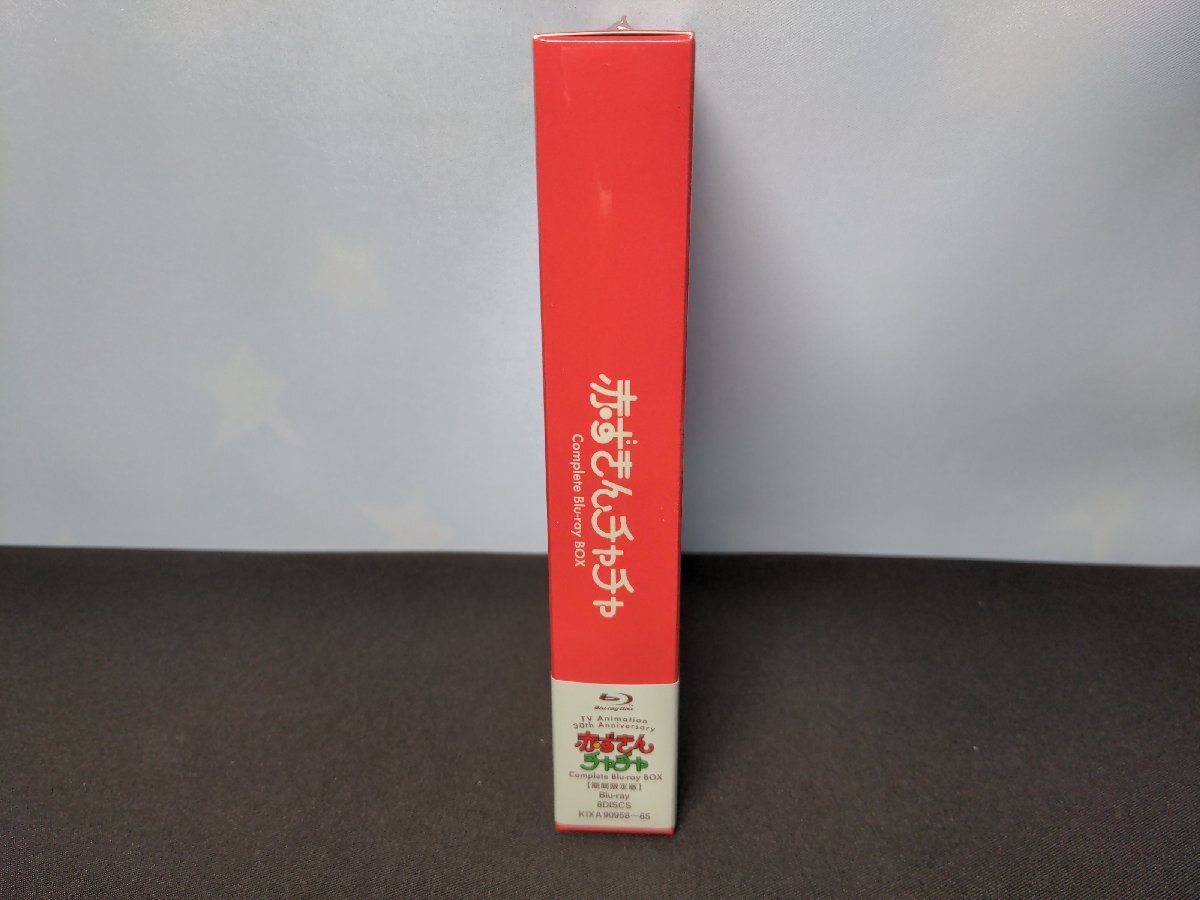 赤ずきんチャチャ
Complete Blu-ray BOX
Blu-ray Disc
TV Animation
30th Anniversary
赤ずきん
チャチャ
Complete Blu-ray BOX
【期間限定版】
Blu-ray
8DISCS
KIXA 90958―65